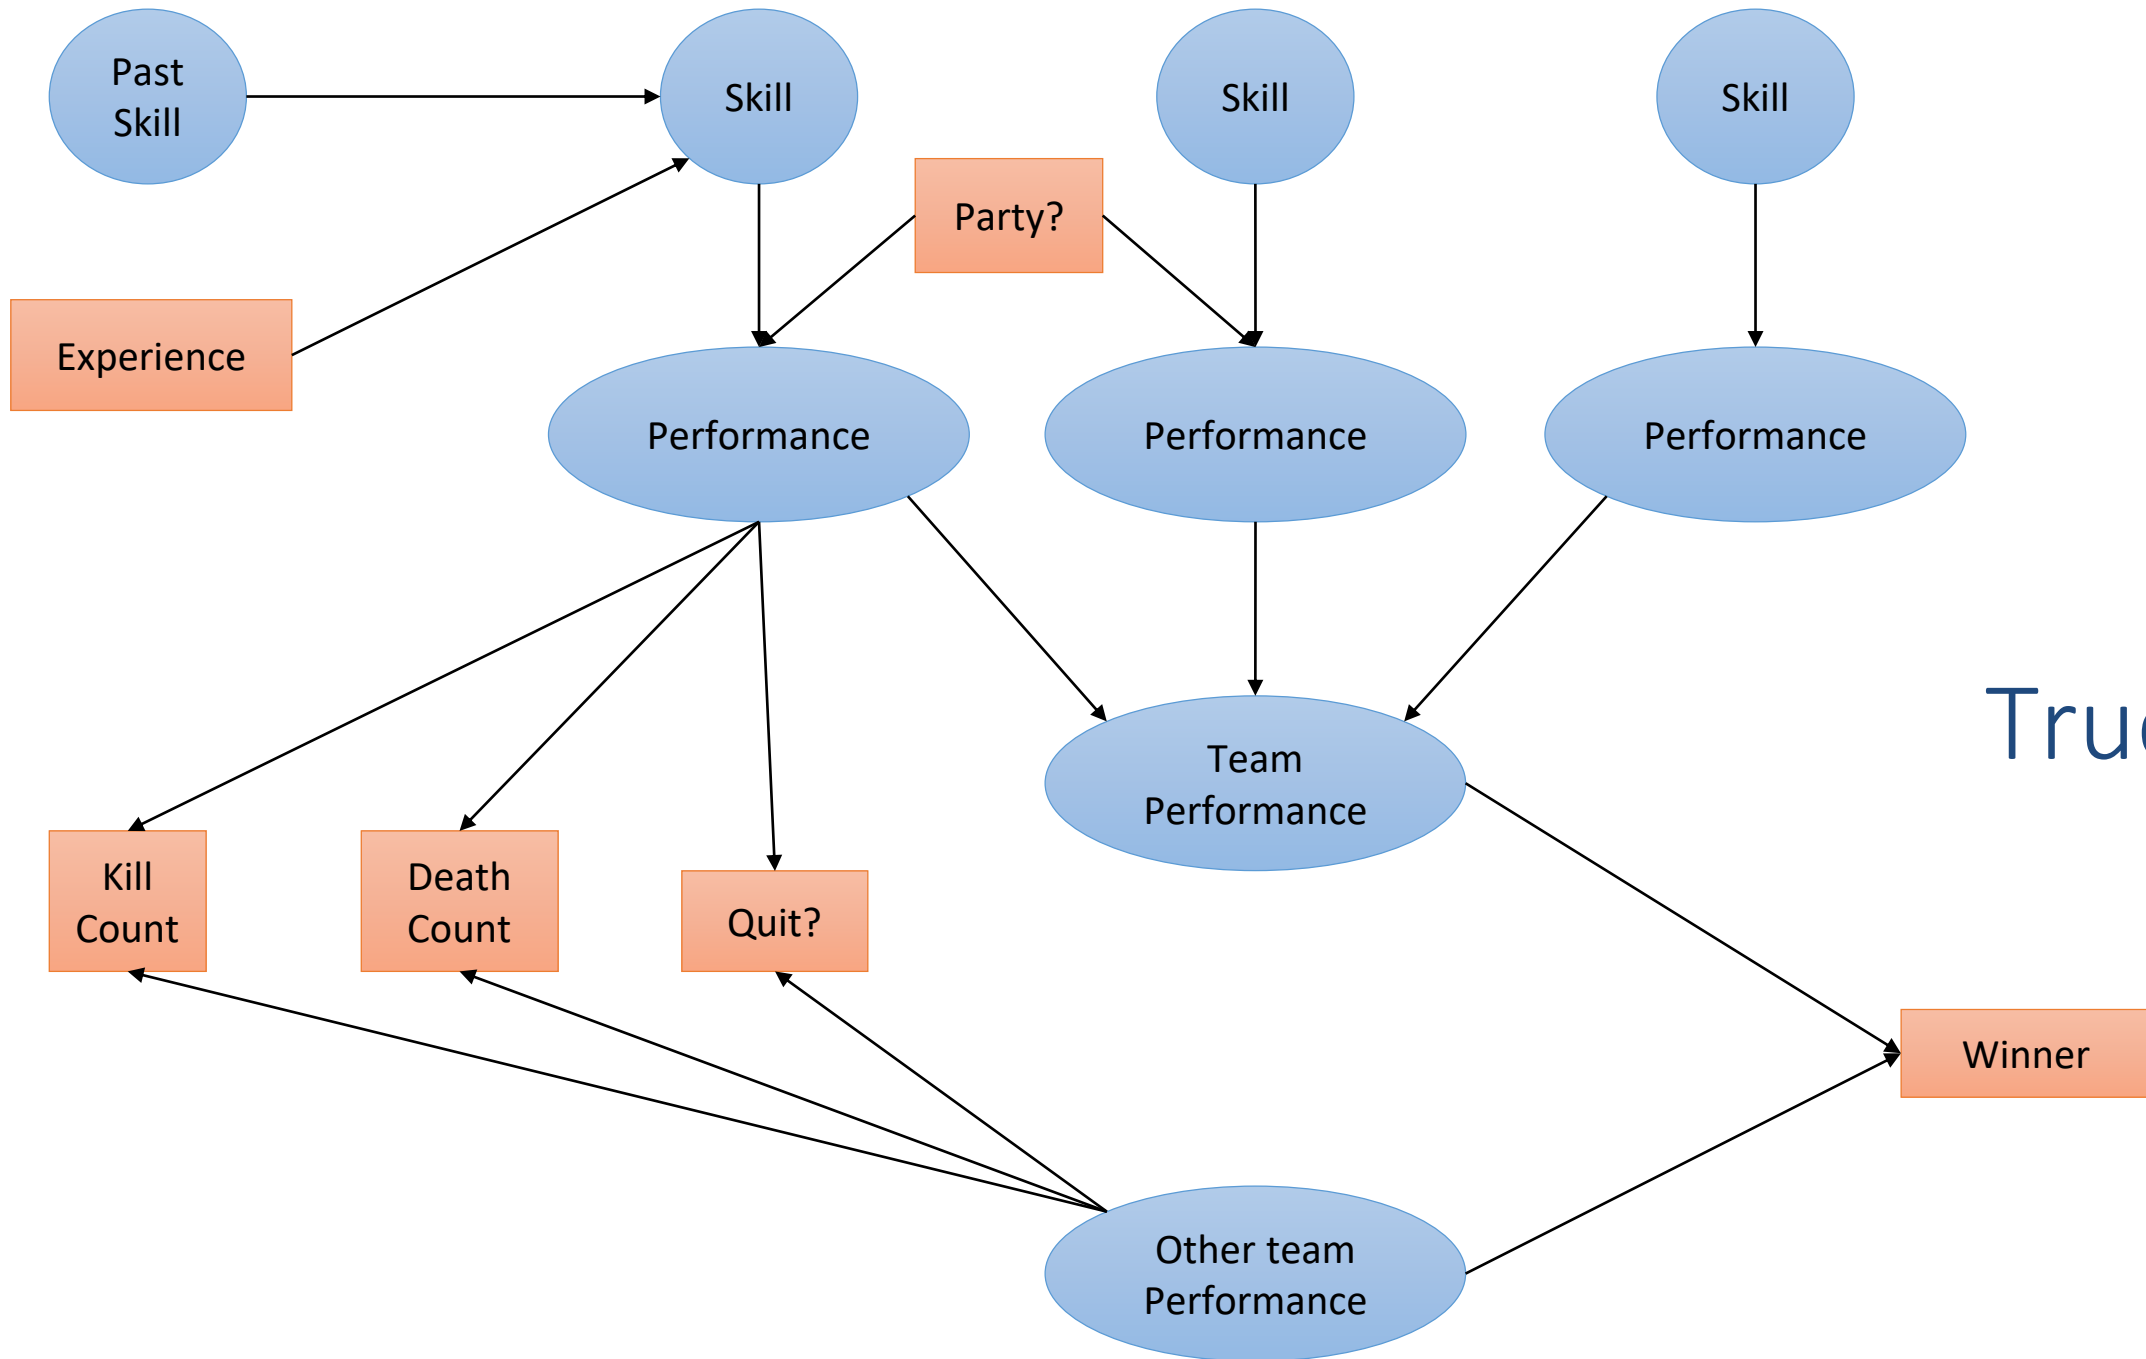 Past
Skill
Skill
Skill
Skill
Party?
Experience
Performance
Performance
Performance
Team
Performance
Kill
Count
Death
Count
Quit?
Winner
Other team
Performance